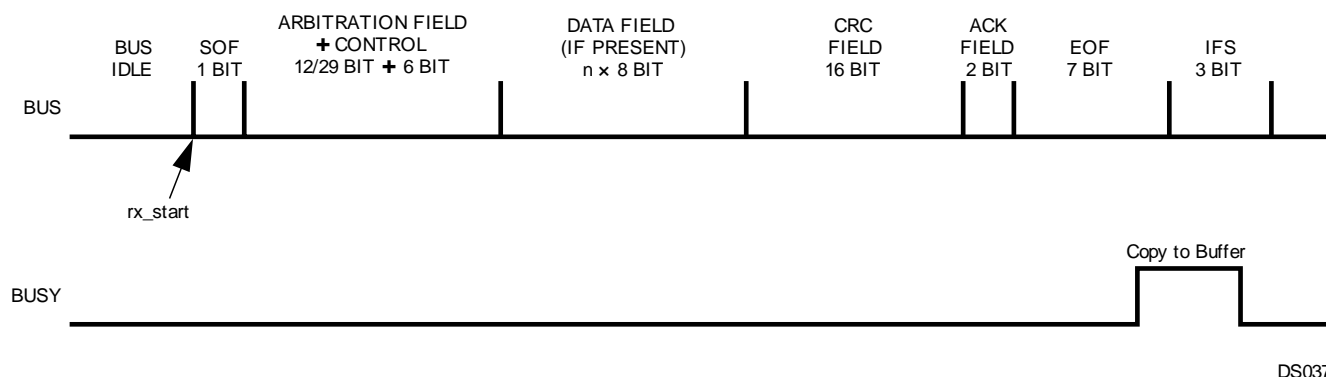 BUS
IDLE
SOF
1 BIT
ARBITRATION FIELD
+ CONTROL
12/29 BIT + 6 BIT
DATA FIELD
(IF PRESENT)
n × 8 BIT
CRC
FIELD
16 BIT
ACK
FIELD
2 BIT
EOF
7 BIT
IFS
3 BIT
BUS
rx_start
Copy to Buffer
BUSY
DS037